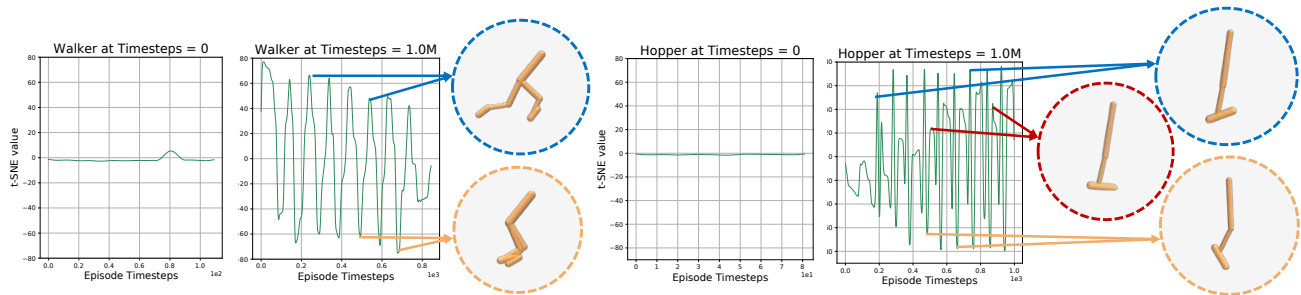 Walker at Timesteps = 0
t-SNE value
80
60
40
20
0
−20
−40
−60
−80
0.0 0.2 0.4 0.6 0.8 1.0
1e2
Episode Timesteps
Walker at Timesteps = 1.0M
80
60
40
20
0
−20
−40
−60
−80
0.0 0.2 0.4 0.6 0.8
1e3
Episode Timesteps
Hopper at Timesteps = 0
t-SNE value
80
60
40
20
0
−20
−40
−60
−80
0 1 2 3 4 5 6 7 8
1e1
Episode Timesteps
Hopper at Timesteps = 1.0M
0.0 0.2 0.4 0.6 0.8 1.0
1e3
Episode Timesteps